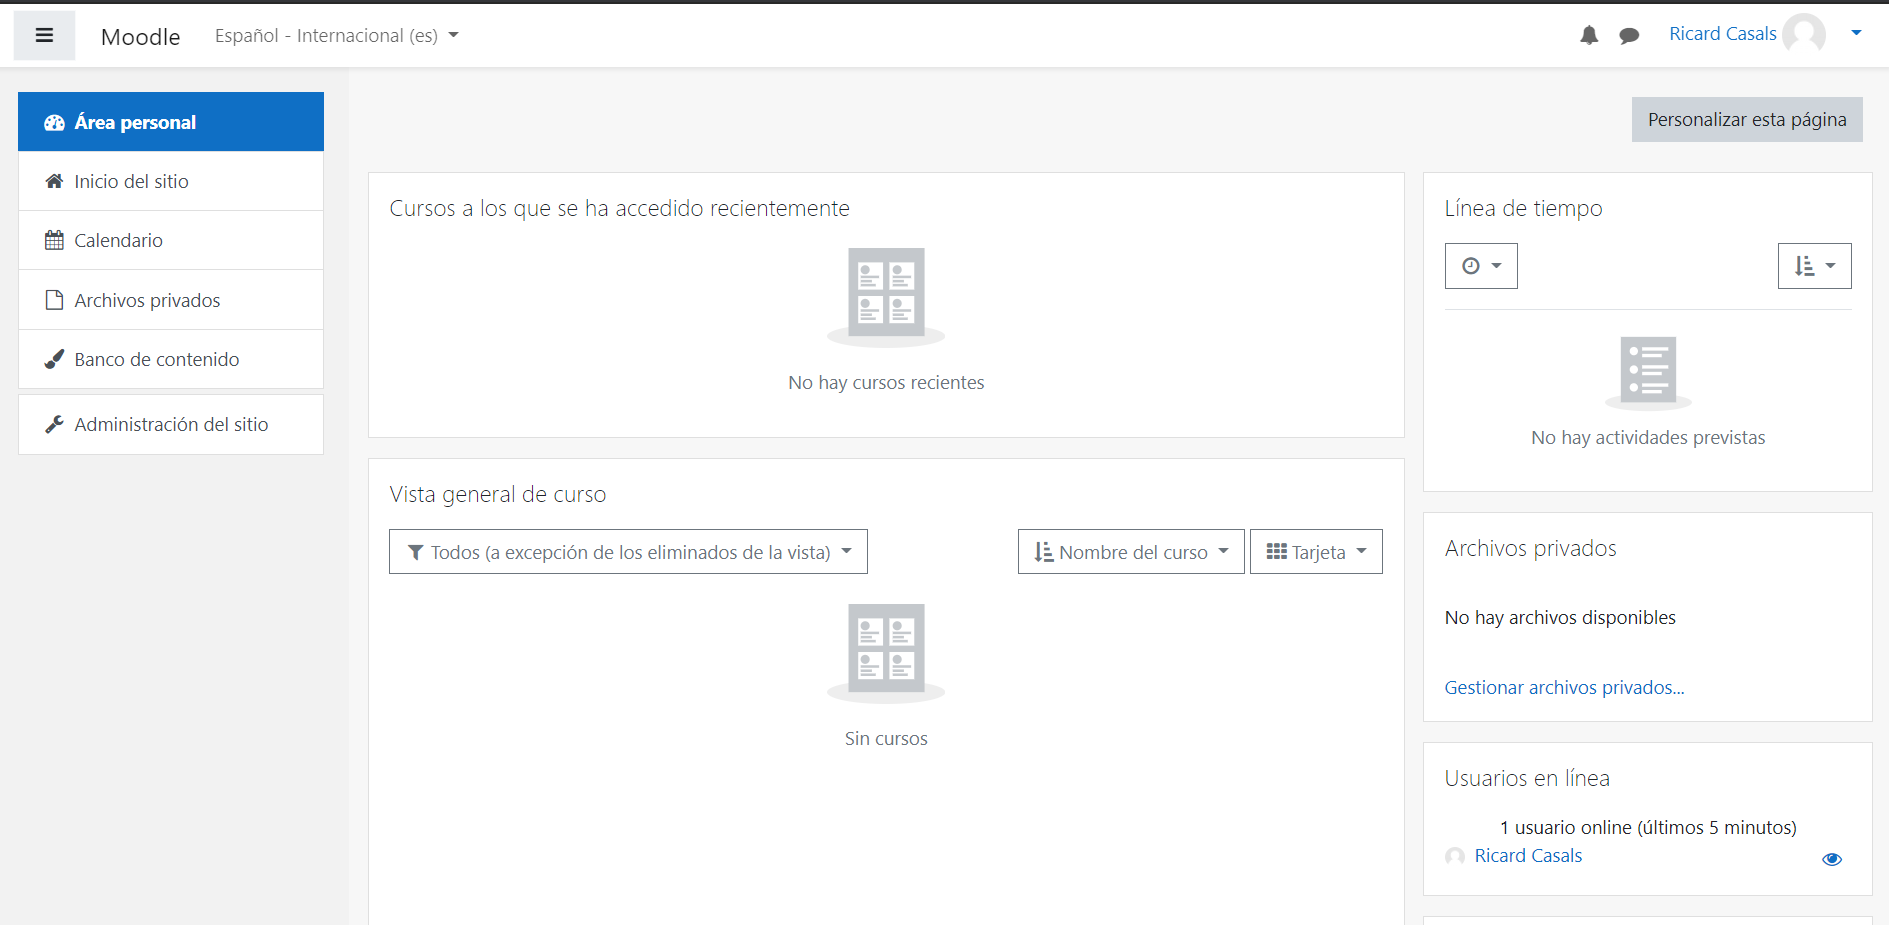 Moodle
Español - Internacional (es)
Ricard Casals
Área personal
Inicio del sitio
Calendario
Archivos privados
Banco de contenido
Administración del sitio
Personalizar esta página
Cursos a los que se ha accedido recientemente
No hay cursos recientes
Vista general de curso
Todos (a excepción de los eliminados de la vista)
Nombre del curso
Tarjeta
Sin cursos
Línea de tiempo
No hay actividades previstas
Archivos privados
No hay archivos disponibles
Gestionar archivos privados...
Usuarios en línea
1 usuario online (últimos 5 minutos)
Ricard Casals